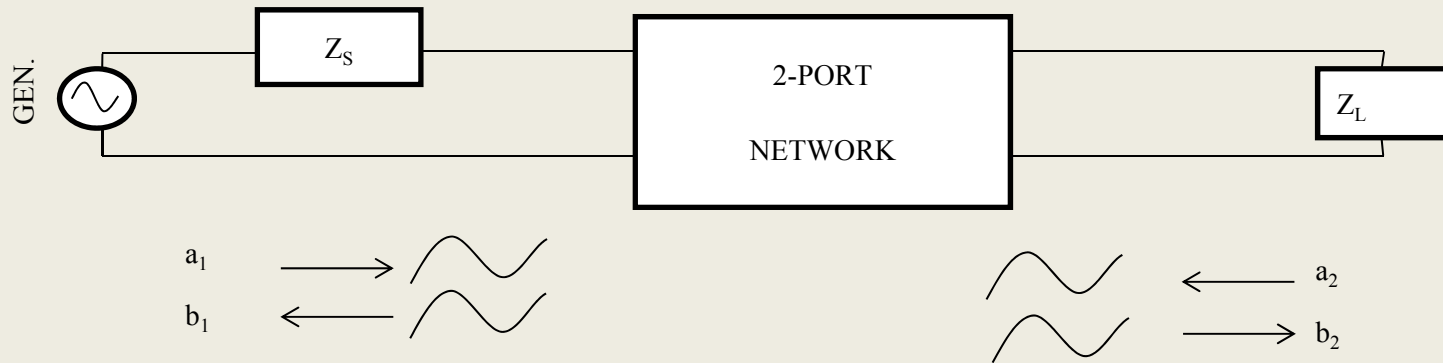 GEN.
Z_S
2-PORT
NETWORK
Z_L
a_1
b_1
a_2
b_2